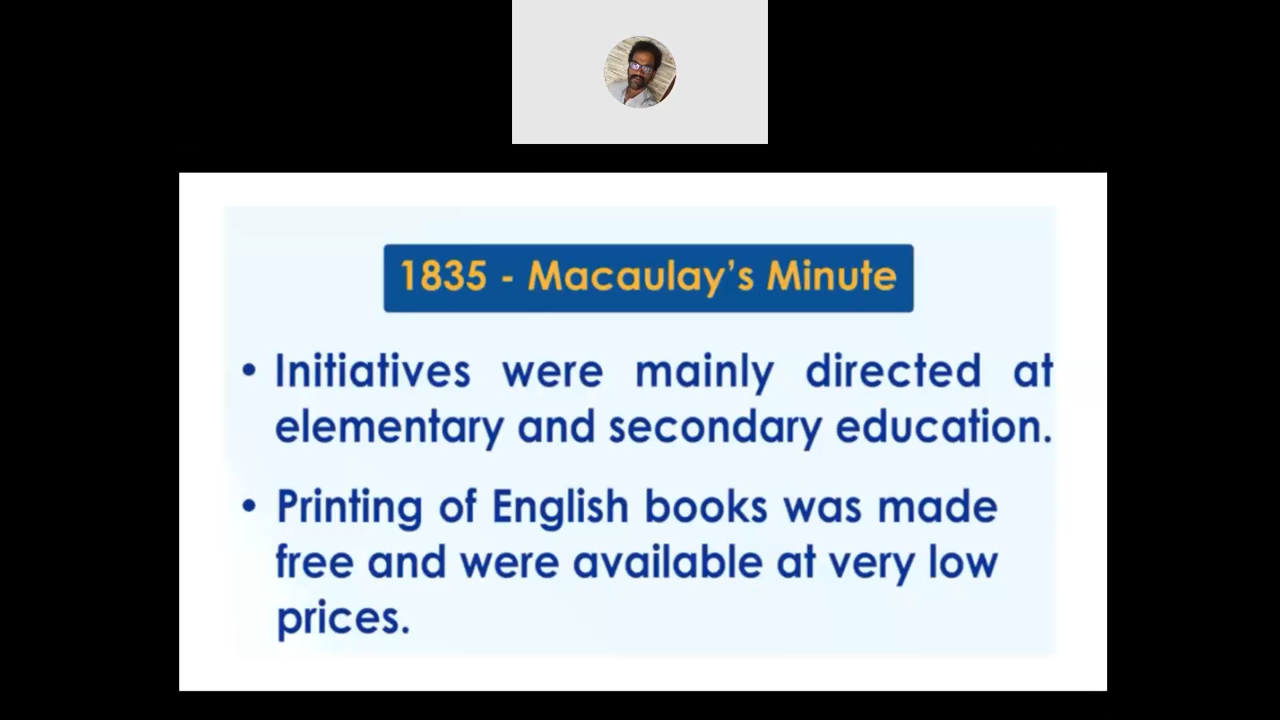 1835 - Macaulay’s Minute
• Initiatives were mainly directed at
elementary and secondary education.
• Printing of English books was made
free and were available at very low
prices.